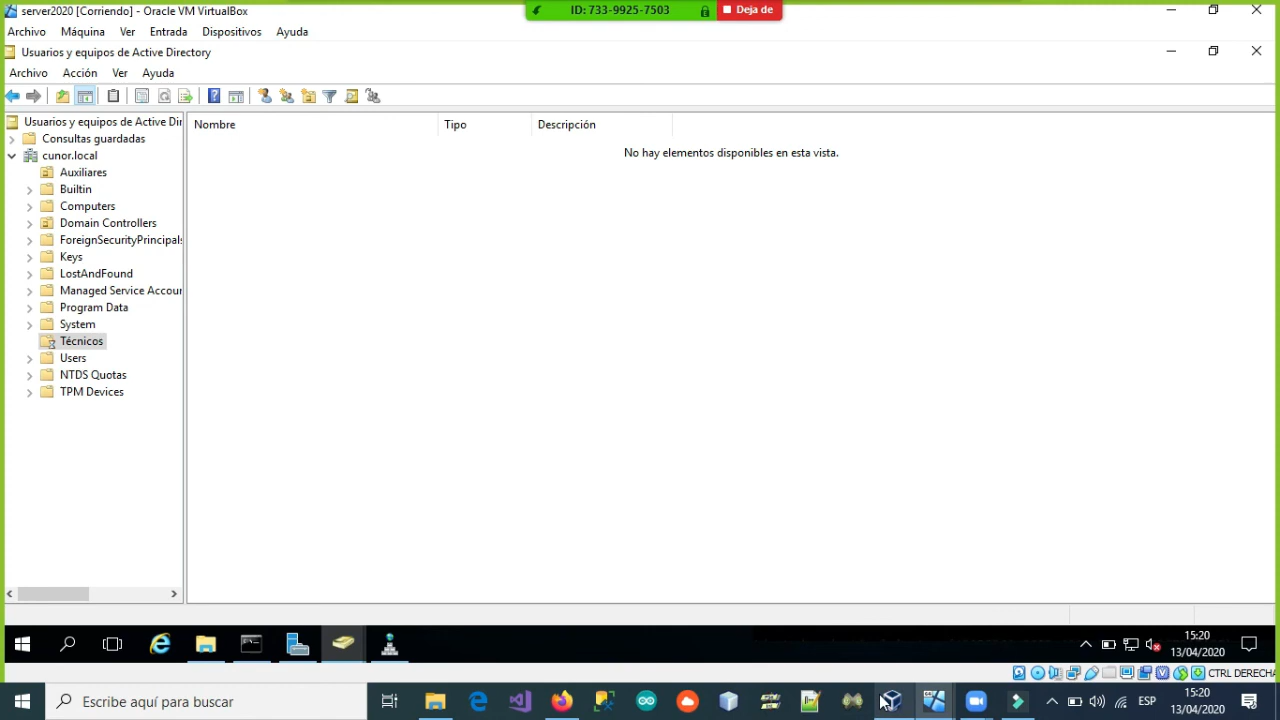 server2020 [Corriendo] - Oracle VM VirtualBox
ID: 733-9925-7503
Deja de
Archivo Máquina Ver Entrada Dispositivos Ayuda
Usuarios y equipos de Active Directory
Archivo Acción Ver Ayuda
Usuarios y equipos de Active Dir
Nombre Tipo Descripción
Consultas guardadas
No hay elementos disponibles en esta vista.
cunor.local
Auxiliares
Builtin
Computers
Domain Controllers
ForeignSecurityPrincipals
Keys
LostAndFound
Managed Service Accour
Program Data
System
Técnicos
Users
NTDS Quotas
TPM Devices
15:20
13/04/2020
CTRL DERECHA
Escribe aquí para buscar
ESP
15:20
13/04/2020